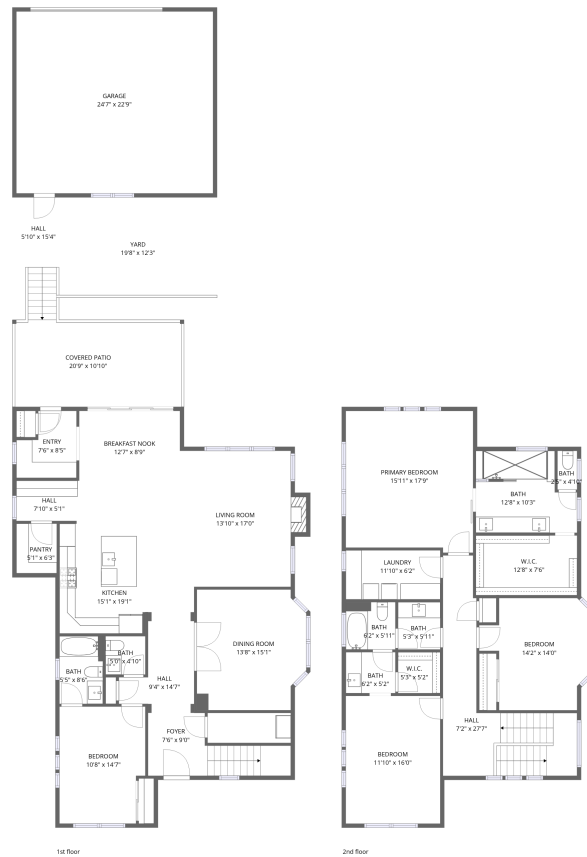 GARAGE
24'7" x 22'9"
HALL
5'10" x 15'4"
YARD
19'8" x 12'3"
COVERED PATIO
20'9" x 10'10"
ENTRY
7'6" x 8'5"
BREAKFAST NOOK
12'7" x 8'9"
HALL
7'10" x 5'1"
LIVING ROOM
13'10" x 17'0"
PANTRY
5'1" x 6'3"
KITCHEN
15'1" x 19'1"
DINING ROOM
13'8" x 15'1"
BATH
5'0" x 4'10"
BATH
5'5" x 8'6"
HALL
9'4" x 14'7"
FOYER
7'6" x 9'0"
BEDROOM
10'8" x 14'7"
1st floor
PRIMARY BEDROOM
15'11" x 17'9"
BATH
2'5" x 4'10"
BATH
12'8" x 10'3"
LAUNDRY
11'10" x 6'2"
W.I.C.
12'8" x 7'6"
BATH
6'2" x 5'11"
BATH
5'3" x 5'11"
BEDROOM
14'2" x 14'0"
W.I.C.
5'3" x 5'2"
BATH
6'2" x 5'2"
HALL
7'2" x 27'7"
BEDROOM
11'10" x 16'0"
2nd floor